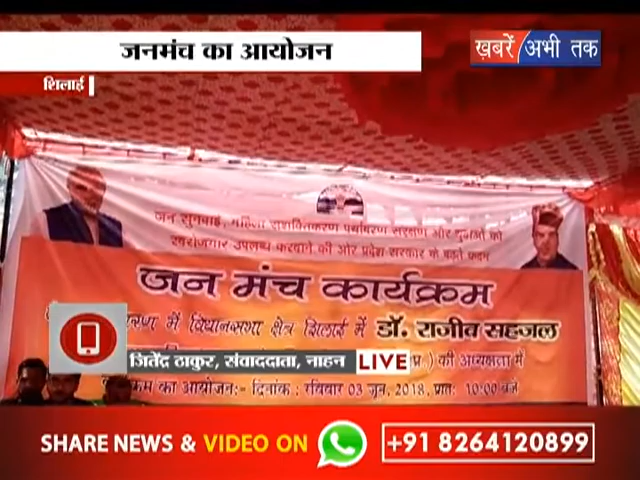 जनमंच का आयोजन
ख़बरें अभी तक
शिलाई
जन सुनवाई, महिला सशक्तिकरण पर्यावरण संरक्षण और युवाओं को
स्वरोजगार उपलब्ध करवाने की ओर प्रदेश सरकार के बढ़ते कदम
जन मंच कार्यक्रम
में विधानसभा क्षेत्र शिलाई में डॉ. राजीव सहजल
जितेंद्र ठाकुर, संवाददाता, नाहन LIVE प्र.) की अध्यक्षता में
का आयोजन:- दिनांक : रविवार 03 जून, 2018, प्रातः 10:00 बजे
SHARE NEWS & VIDEO ON +91 8264120899